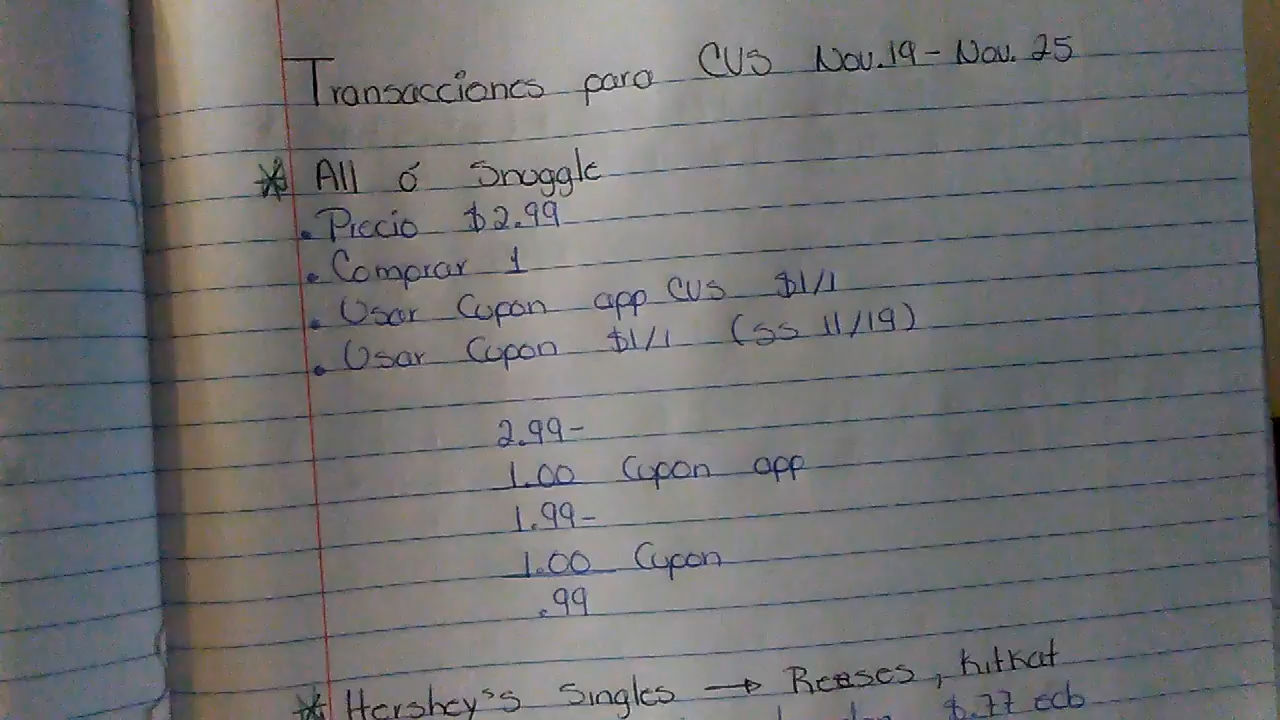 Transacciones para CVS Nov.19 - Nov. 25
* All ó Snuggle
. Precio $2.99
. Comprar 1
. Usar Cupon app CVS $1/1
. Usar Cupon $1/1 (ss 11/19)
2.99-
1.00 Cupon app
1.99-
1.00 Cupon
.99
* Hershey's Singles → Reeses, kitkat
$.77 ecb